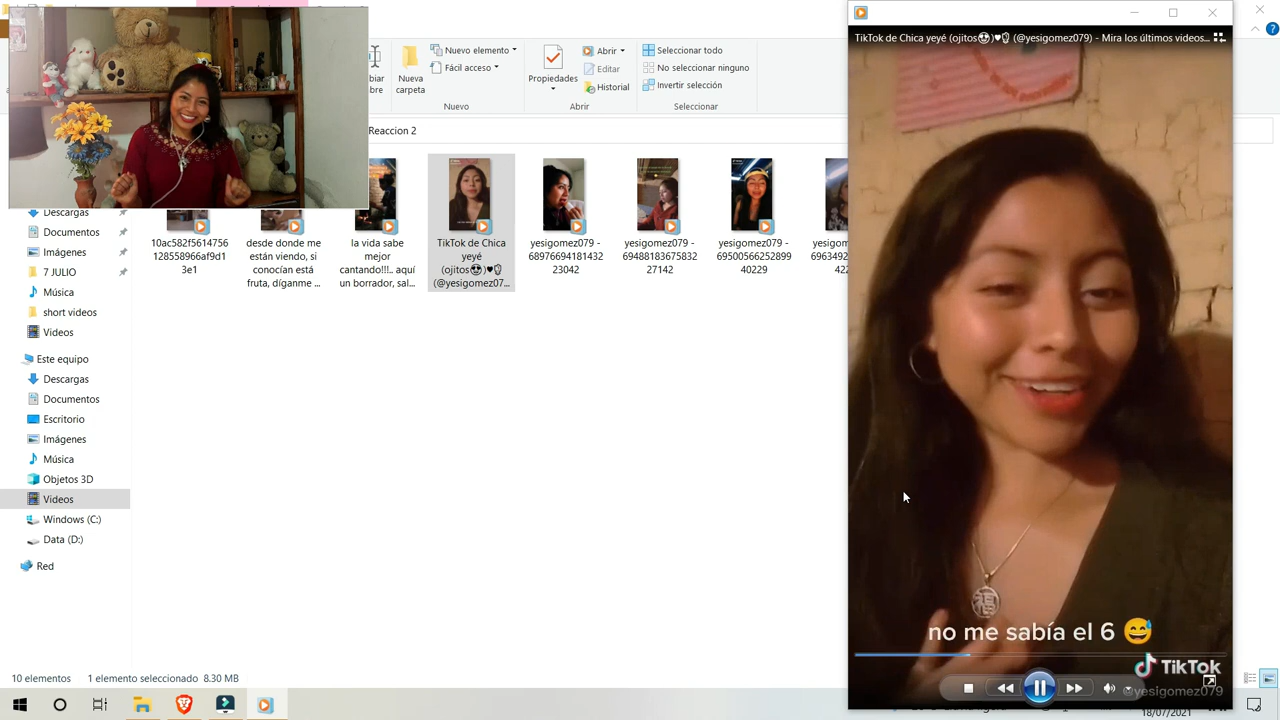 TikTok de Chica yeyé (ojitos😍)♥️👂 (@yesigomez079) - Mira los últimos videos...
Nueva
carpeta
Nuevo elemento
Fácil acceso
Nuevo
Propiedades
Abrir
Editar
Historial
Abrir
Seleccionar todo
No seleccionar ninguno
Invertir selección
Seleccionar
Reaccion 2
Descargas
Documentos
Imágenes
7 JULIO
Música
short videos
Videos
Este equipo
Descargas
Documentos
Escritorio
Imágenes
Música
Objetos 3D
Videos
Windows (C:)
Data (D:)
Red
10ac582f5614756
128558966af9d1
3e1
desde donde me
están viendo, si
conocían está
fruta, díganme ...
la vida sabe
mejor
cantando!!!.. aquí
un borrador, sal...
TikTok de Chica
yeyé
(ojitos😍)♥️👂
(@yesigomez07...
yesigomez079 -
68976694181432
23042
yesigomez079 -
69488183675832
27142
yesigomez079 -
69500566252899
40229
no me sabía el 6 😅
TikTok
@yesigomez079
10 elementos
1 elemento seleccionado 8.30 MB
18/07/2021